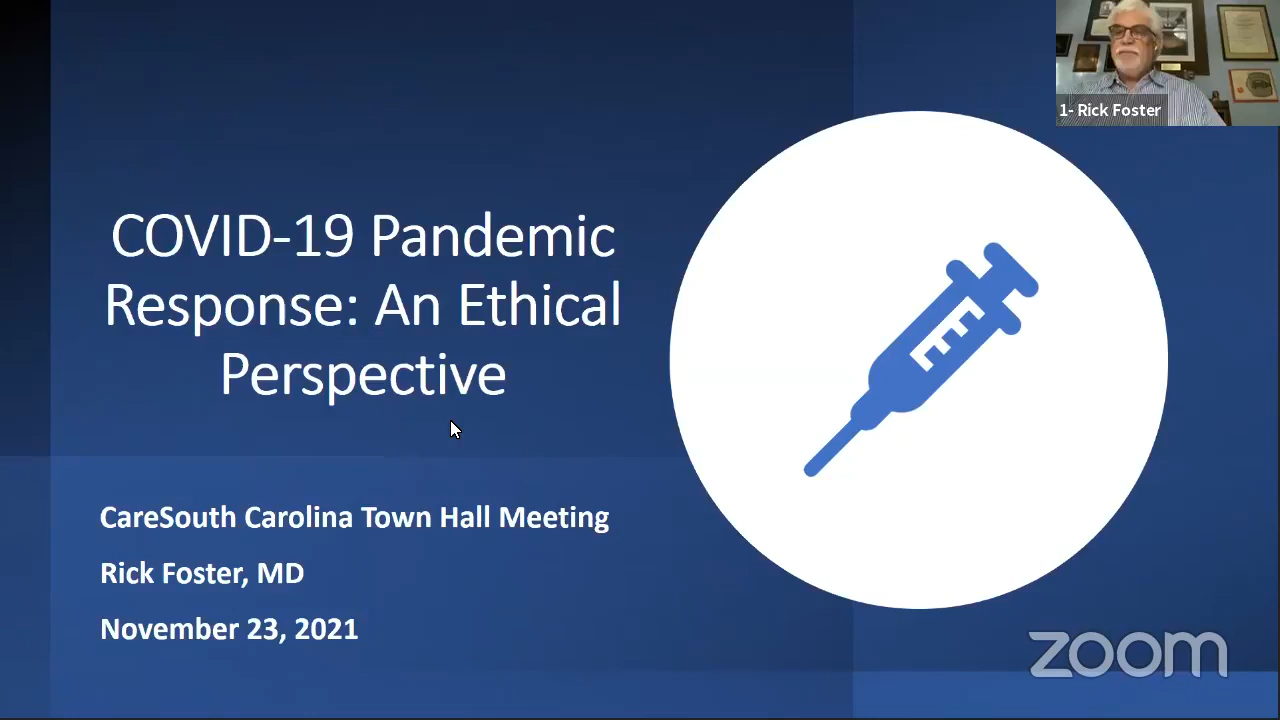 1- Rick Foster
COVID-19 Pandemic
Response: An Ethical
Perspective
CareSouth Carolina Town Hall Meeting
Rick Foster, MD
November 23, 2021
zoom